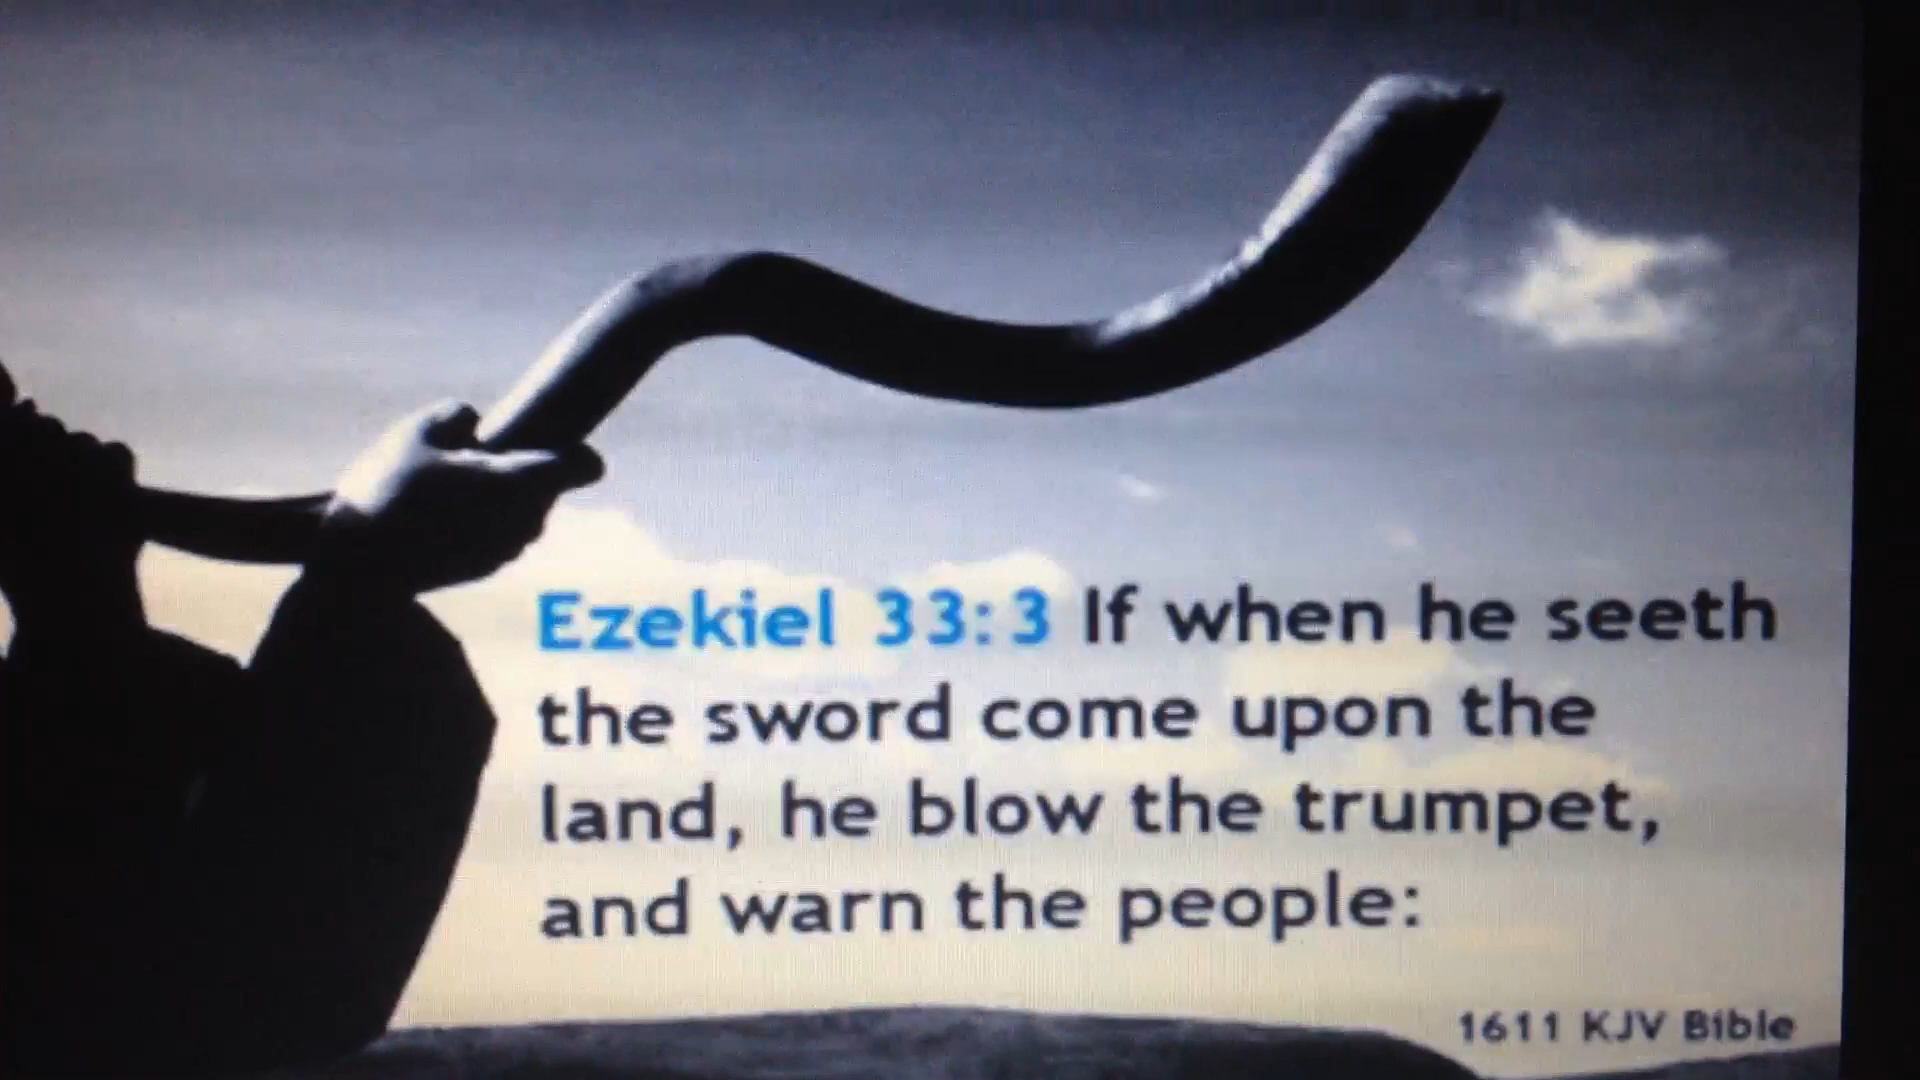 Ezekiel 33:3 If when he seeth
the sword come upon the
land, he blow the trumpet,
and warn the people:
1611 KJV Bible